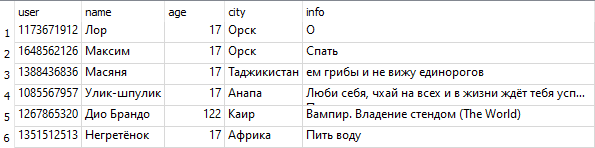 user name age city info
1 1173671912 Лор 17 Орск О
2 1648562126 Максим 17 Орск Спать
3 1388436836 Масяня 17 Таджикистан ем грибы и не вижу единорогов
4 1085567957 Улик-шпулик 17 Анапа Люби себя, чхай на всех и в жизни ждёт тебя усп...
5 1267865320 Дио Брандо 122 Каир Вампир. Владение стендом (The World)
6 1351512513 Негретёнок 17 Африка Пить воду